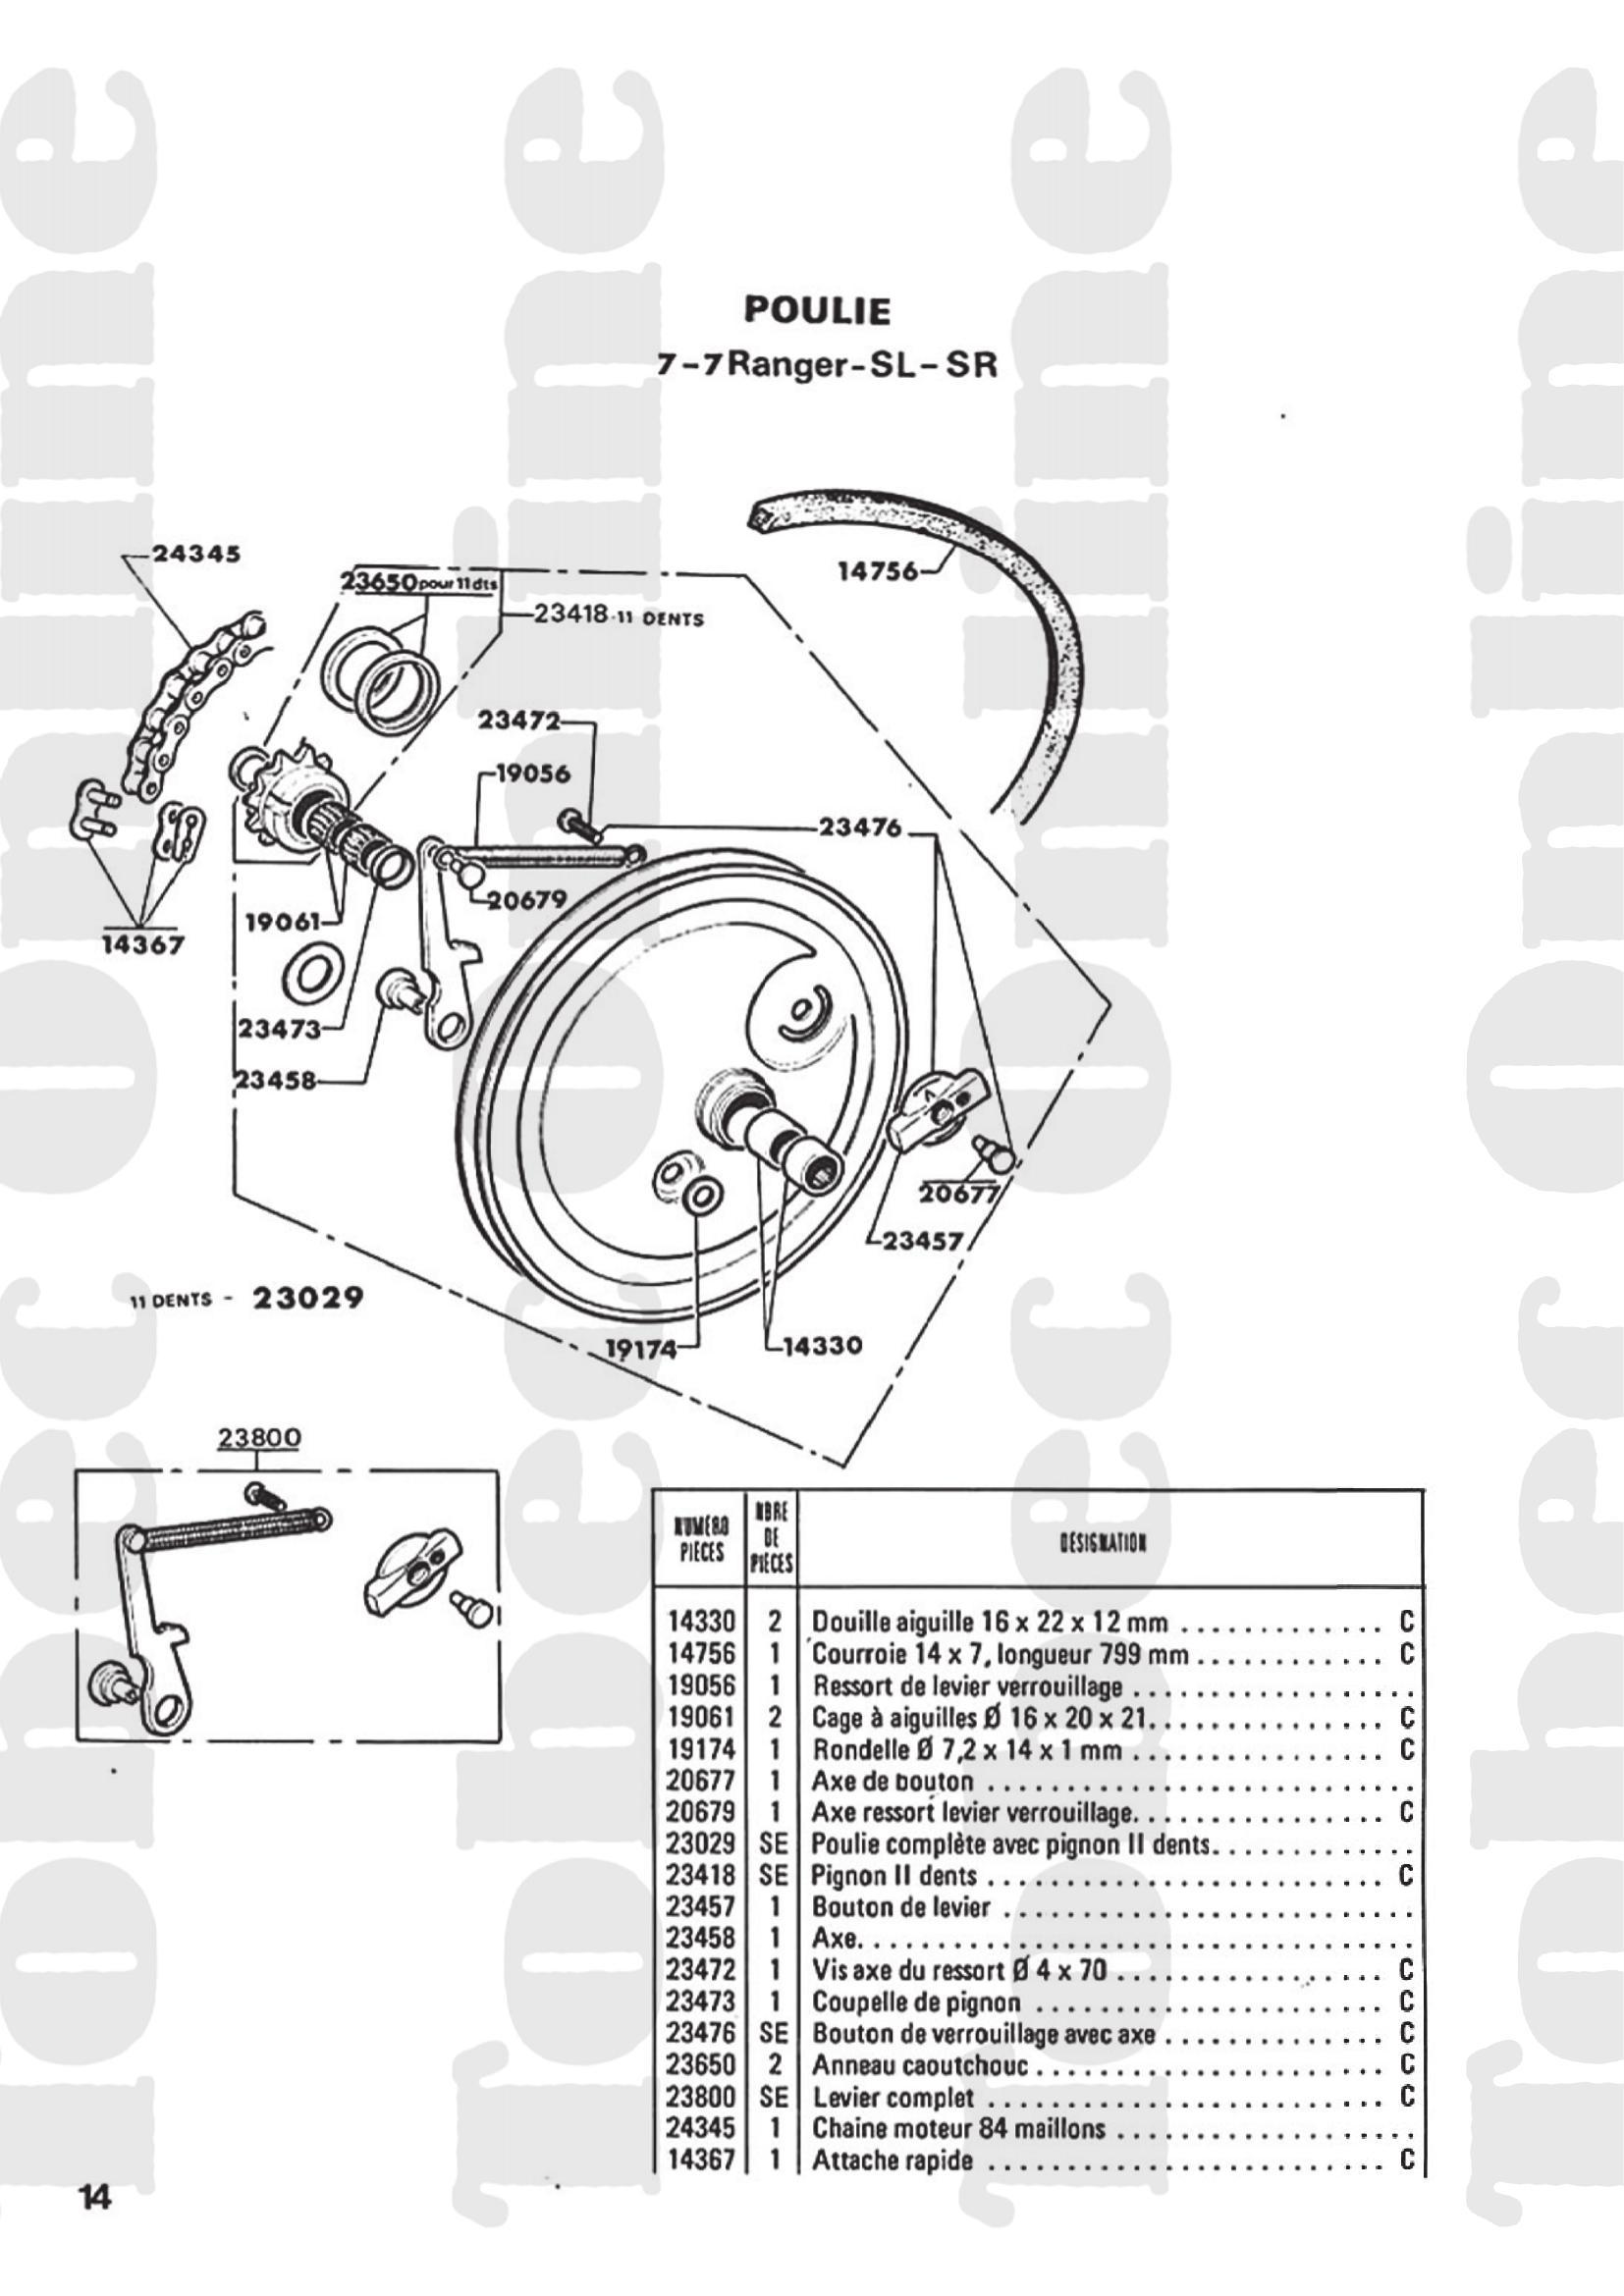 POULIE
7-7 Ranger-SL-SR
24345
14756
23650 pour 11 dts
23418-11 DENTS
23472
19056
23476
20679
19061
14367
23473
23458
20677
23457
11 DENTS - 23029
19174
14330
23800
NUMÉRO PIÈCES | NBRE DE PIÈCES | DÉSIGNATION
14330 2 Douille aiguille 16 x 22 x 12 mm . . . . . . . . . . . . . C
14756 1 Courroie 14 x 7, longueur 799 mm . . . . . . . . . . . . C
19056 1 Ressort de levier verrouillage . . . . . . . . . . . . . . . . . .
19061 2 Cage à aiguilles Ø 16 x 20 x 21. . . . . . . . . . . . . . . C
19174 1 Rondelle Ø 7,2 x 14 x 1 mm . . . . . . . . . . . . . . . . C
20677 1 Axe de bouton . . . . . . . . . . . . . . . . . . . . . . . . . . .
20679 1 Axe ressort levier verrouillage. . . . . . . . . . . . . . . . C
23029 SE Poulie complète avec pignon II dents. . . . . . . . . . . . .
23418 SE Pignon II dents . . . . . . . . . . . . . . . . . . . . . . . . . C
23457 1 Bouton de levier . . . . . . . . . . . . . . . . . . . . . . . . . .
23458 1 Axe. . . . . . . . . . . . . . . . . . . . . . . . . . . . . . . . . . .
23472 1 Vis axe du ressort Ø 4 x 70 . . . . . . . . . . . . . . . . . C
23473 1 Coupelle de pignon . . . . . . . . . . . . . . . . . . . . . . C
23476 SE Bouton de verrouillage avec axe . . . . . . . . . . . . . . C
23650 2 Anneau caoutchouc . . . . . . . . . . . . . . . . . . . . . . C
23800 SE Levier complet . . . . . . . . . . . . . . . . . . . . . . . . . C
24345 1 Chaine moteur 84 maillons . . . . . . . . . . . . . . . . . . .
14367 1 Attache rapide . . . . . . . . . . . . . . . . . . . . . . . . . C
14